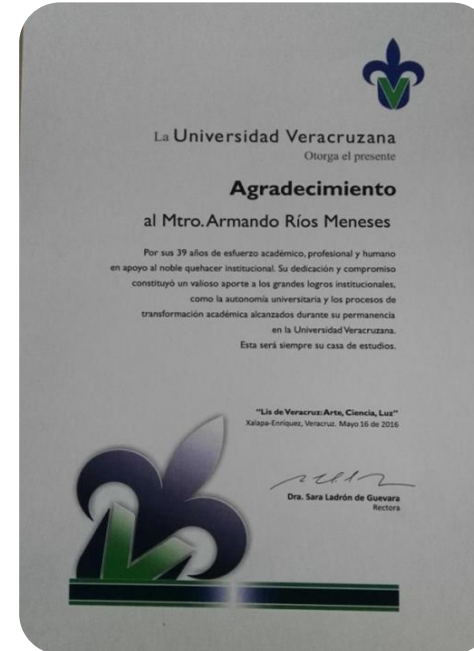 La Universidad Veracruzana
Otorga el presente
Agradecimiento
al Mtro. Armando Ríos Meneses
Por sus 39 años de esfuerzo académico, profesional y humano
en apoyo al noble quehacer institucional. Su dedicación y compromiso
constituyó un valioso aporte a los grandes logros institucionales,
como la autonomía universitaria y los procesos de
transformación académica alcanzados durante su permanencia
en la Universidad Veracruzana.
Esta será siempre su casa de estudios.
"Lis de Veracruz: Arte, Ciencia, Luz"
Xalapa-Enríquez, Veracruz. Mayo 16 de 2016
Dra. Sara Ladrón de Guevara
Rectora